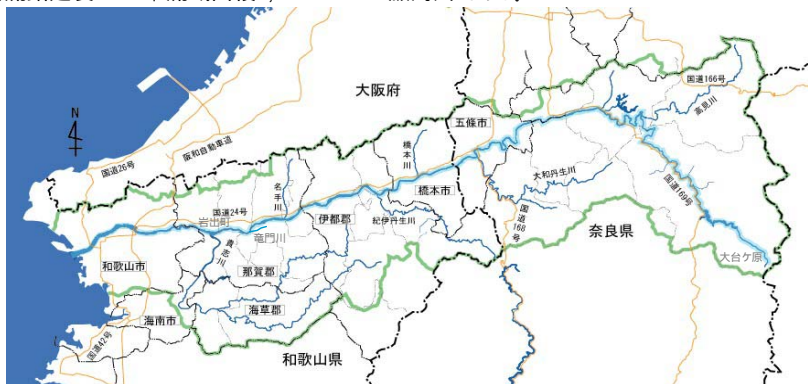 国道166号
高見川
大阪府
N
五條市
阪和自動車道
国道26号
橋本川
大和丹生川
国道169号
名手川
橋本市
国道24号
岩出町
伊都郡
紀伊丹生川
国道168号
奈良県
竜門川
貴志川
大台ケ原
和歌山市
那賀郡
海草郡
海南市
国道42号
和歌山県